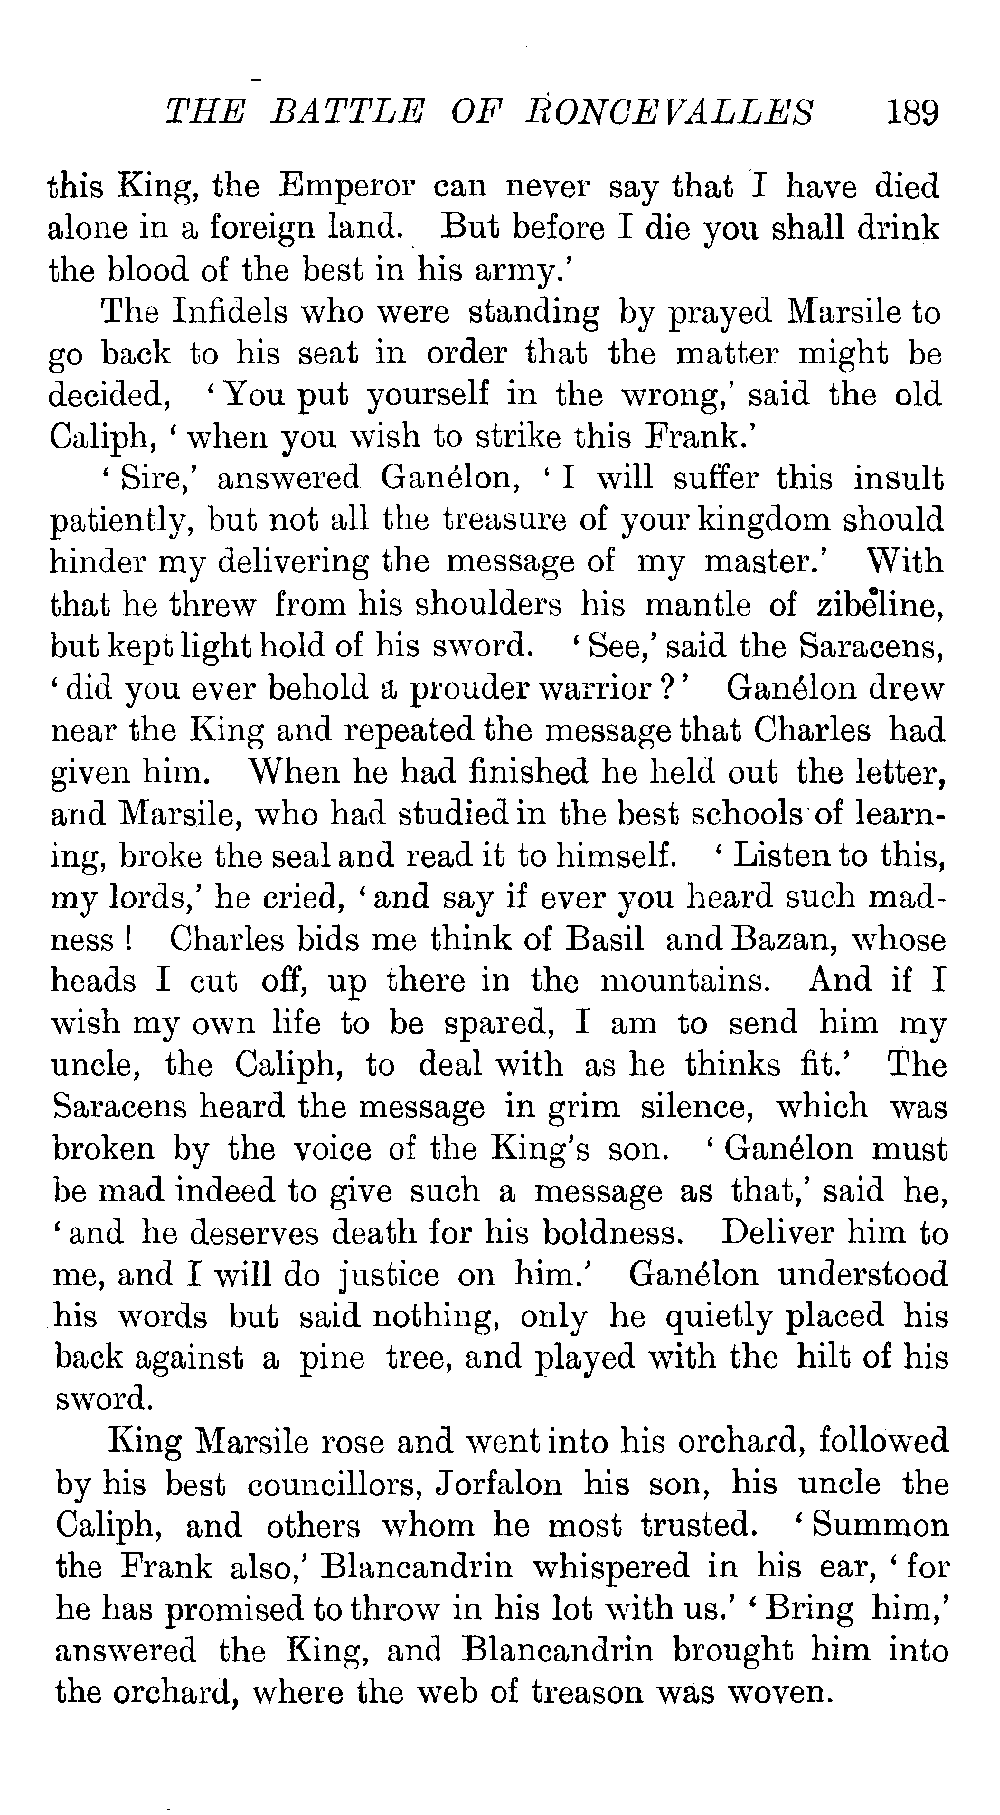 THE BATTLE OF RONCEVALLES 189
this King, the Emperor can never say that I have died
alone in a foreign land. But before I die you shall drink
the blood of the best in his army.’
The Infidels who were standing by prayed Marsile to
go back to his seat in order that the matter might be
decided, ‘You put yourself in the wrong,’ said the old
Caliph, ‘when you wish to strike this Frank.’
‘Sire,’ answered Ganélon, ‘I will suffer this insult
patiently, but not all the treasure of your kingdom should
hinder my delivering the message of my master.’ With
that he threw from his shoulders his mantle of zibéline,
but kept light hold of his sword. ‘See,’ said the Saracens,
‘did you ever behold a prouder warrior?’ Ganélon drew
near the King and repeated the message that Charles had
given him. When he had finished he held out the letter,
and Marsile, who had studied in the best schools of learn-
ing, broke the seal and read it to himself. ‘Listen to this,
my lords,’ he cried, ‘and say if ever you heard such mad-
ness! Charles bids me think of Basil and Bazan, whose
heads I cut off, up there in the mountains. And if I
wish my own life to be spared, I am to send him my
uncle, the Caliph, to deal with as he thinks fit.’ The
Saracens heard the message in grim silence, which was
broken by the voice of the King’s son. ‘Ganélon must
be mad indeed to give such a message as that,’ said he,
‘and he deserves death for his boldness. Deliver him to
me, and I will do justice on him.’ Ganélon understood
his words but said nothing, only he quietly placed his
back against a pine tree, and played with the hilt of his
sword.
King Marsile rose and went into his orchard, followed
by his best councillors, Jorfalon his son, his uncle the
Caliph, and others whom he most trusted. ‘Summon
the Frank also,’ Blancandrin whispered in his ear, ‘for
he has promised to throw in his lot with us.’ ‘Bring him,’
answered the King, and Blancandrin brought him into
the orchard, where the web of treason was woven.